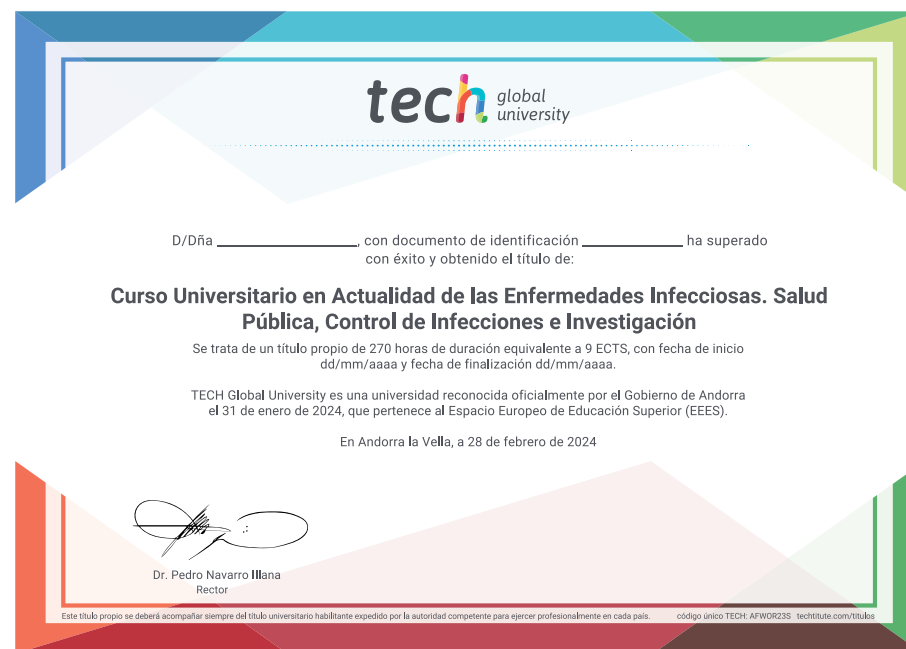 tech global university
D/Dña ____________________, con documento de identificación ______________ ha superado
con éxito y obtenido el título de:
Curso Universitario en Actualidad de las Enfermedades Infecciosas. Salud
Pública, Control de Infecciones e Investigación
Se trata de un título propio de 270 horas de duración equivalente a 9 ECTS, con fecha de inicio
dd/mm/aaaa y fecha de finalización dd/mm/aaaa.
TECH Global University es una universidad reconocida oficialmente por el Gobierno de Andorra
el 31 de enero de 2024, que pertenece al Espacio Europeo de Educación Superior (EEES).
En Andorra la Vella, a 28 de febrero de 2024
Dr. Pedro Navarro Illana
Rector
Este título propio se deberá acompañar siempre del título universitario habilitante expedido por la autoridad competente para ejercer profesionalmente en cada país. código único TECH: AFWOR23S techtitute.com/titulos